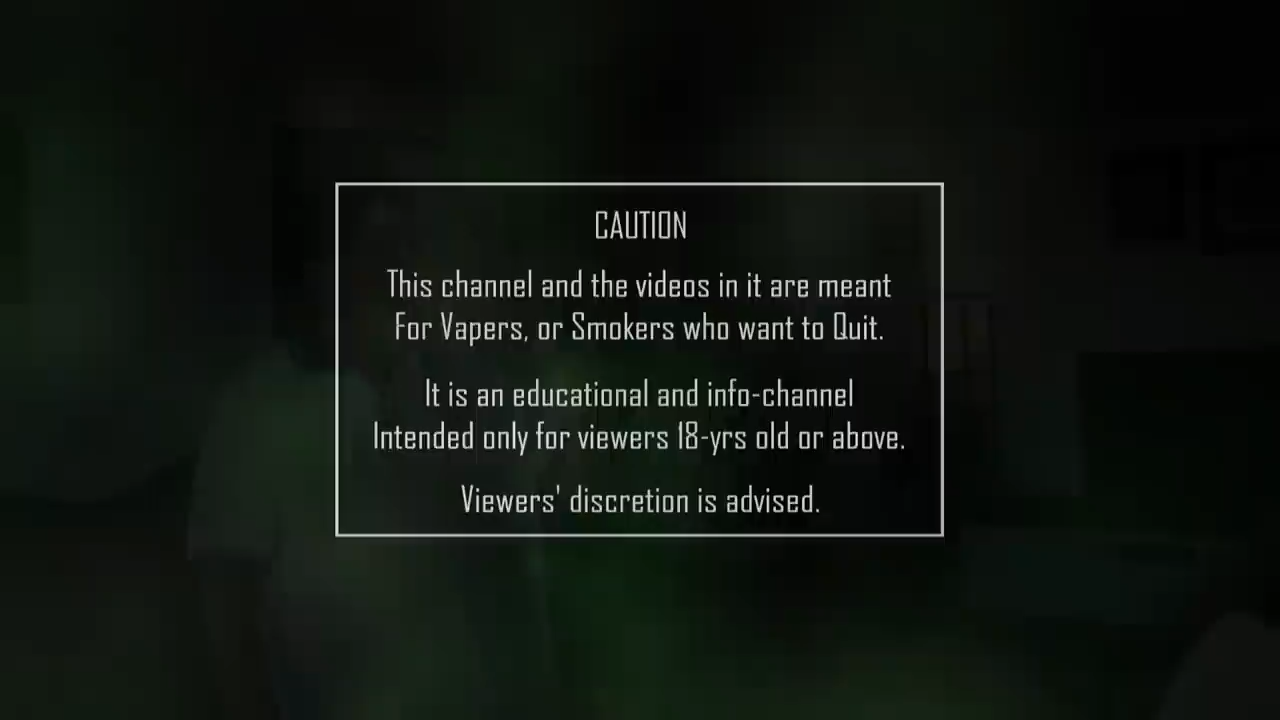 CAUTION
This channel and the videos in it are meant
For Vapers, or Smokers who want to Quit.
It is an educational and info-channel
Intended only for viewers 18-yrs old or above.
Viewers' discretion is advised.